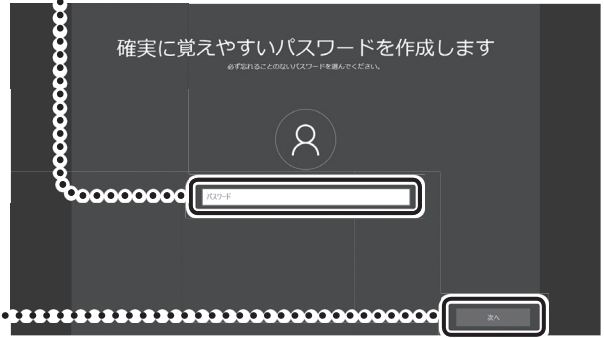 確実に覚えやすいパスワードを作成します
必ず忘れることのないパスワードを選んでください。
パスワード
次へ